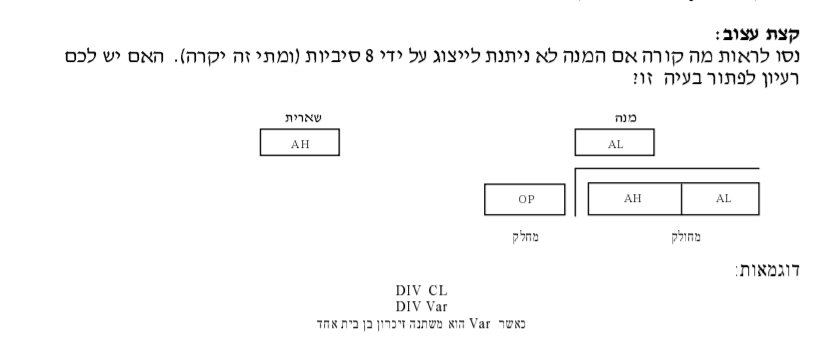 קצת עצוב:
נסו לראות מה קורה אם המנה לא ניתנת לייצוג על ידי 8 סיביות (ומתי זה יקרה). האם יש לכם
רעיון לפתור בעיה זו?
מנה
שארית
AL
AH
OP
AH
AL
מחלק
מחולק
דוגמאות:
DIV CL
DIV Var
כאשר Var הוא משתנה זיכרון בן בית אחד